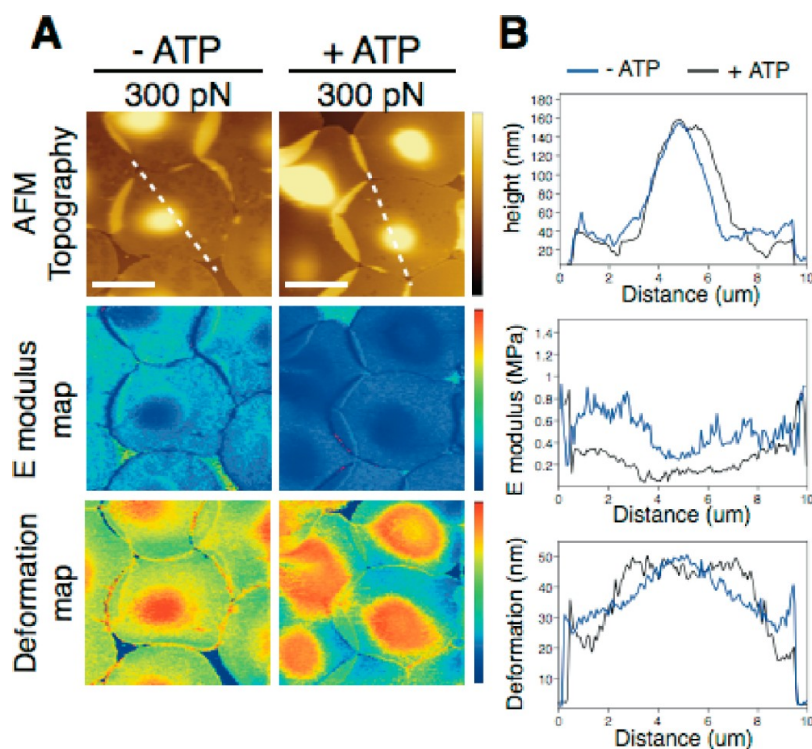 A
- ATP
+ ATP
300 pN
300 pN
AFM
Topography
E modulus
map
Deformation
map
B
- ATP
+ ATP
height (nm)
180
160
140
120
100
80
60
40
20
0
2
4
6
8
10
Distance (um)
E modulus (MPa)
1.4
1.2
1
0.8
0.6
0.4
0.2
0
2
4
6
8
10
Distance (um)
Deformation (nm)
50
40
30
20
10
0
2
4
6
8
10
Distance (um)